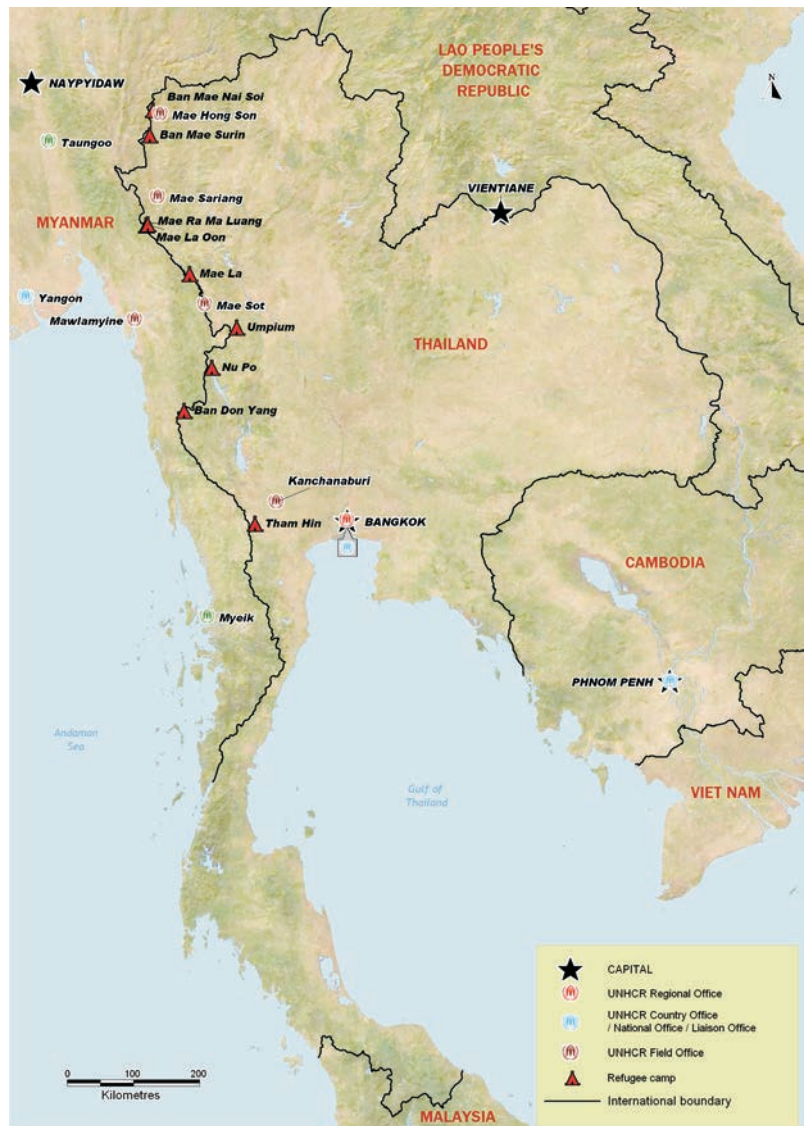 LAO PEOPLE'S
DEMOCRATIC
REPUBLIC
N
NAYPYIDAW
Ban Mae Nai Soi
Mae Hong Son
Ban Mae Surin
Taungoo
Mae Sariang
VIENTIANE
MYANMAR
Mae Ra Ma Luang
Mae La Oon
Mae La
Yangon
Mae Sot
Mawlamyine
Umpium
THAILAND
Nu Po
Ban Don Yang
Kanchanaburi
Tham Hin
BANGKOK
CAMBODIA
Myeik
PHNOM PENH
Andaman
Sea
Gulf of
Thailand
VIET NAM
CAPITAL
UNHCR Regional Office
UNHCR Country Office
/ National Office / Liaison Office
UNHCR Field Office
Refugee camp
International boundary
0 100 200
Kilometres
MALAYSIA